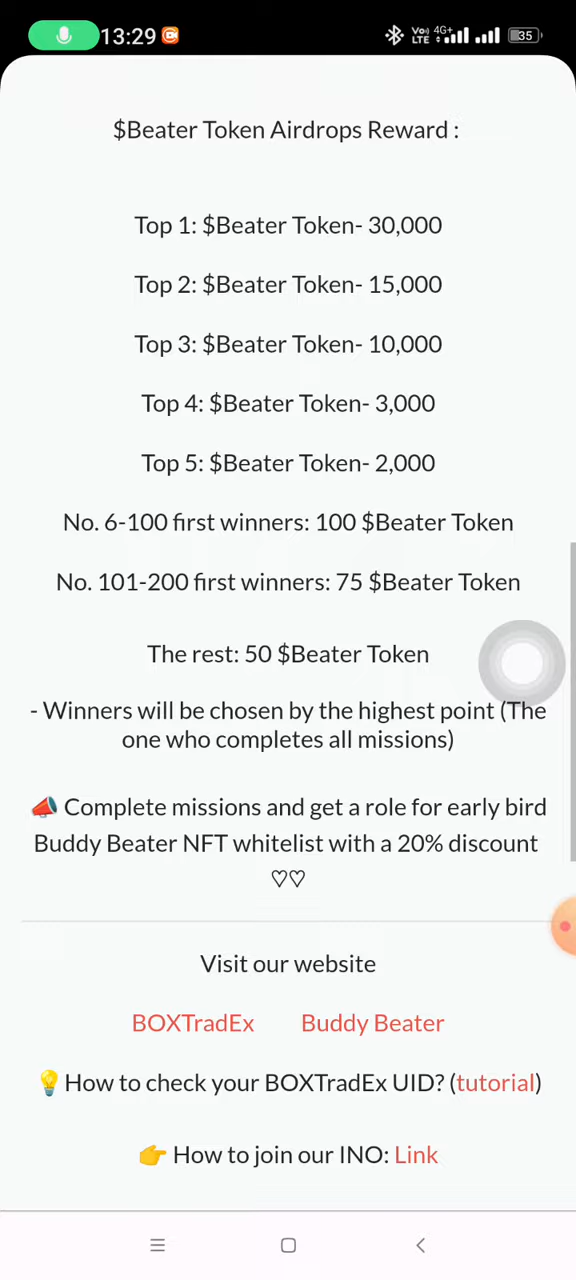 13:29
Vo) LTE 4G+ 35
$Beater Token Airdrops Reward :
Top 1: $Beater Token- 30,000
Top 2: $Beater Token- 15,000
Top 3: $Beater Token- 10,000
Top 4: $Beater Token- 3,000
Top 5: $Beater Token- 2,000
No. 6-100 first winners: 100 $Beater Token
No. 101-200 first winners: 75 $Beater Token
The rest: 50 $Beater Token
- Winners will be chosen by the highest point (The
one who completes all missions)
📣 Complete missions and get a role for early bird
Buddy Beater NFT whitelist with a 20% discount
♡♡
Visit our website
BOXTradEx Buddy Beater
💡How to check your BOXTradEx UID? (tutorial)
👉 How to join our INO: Link